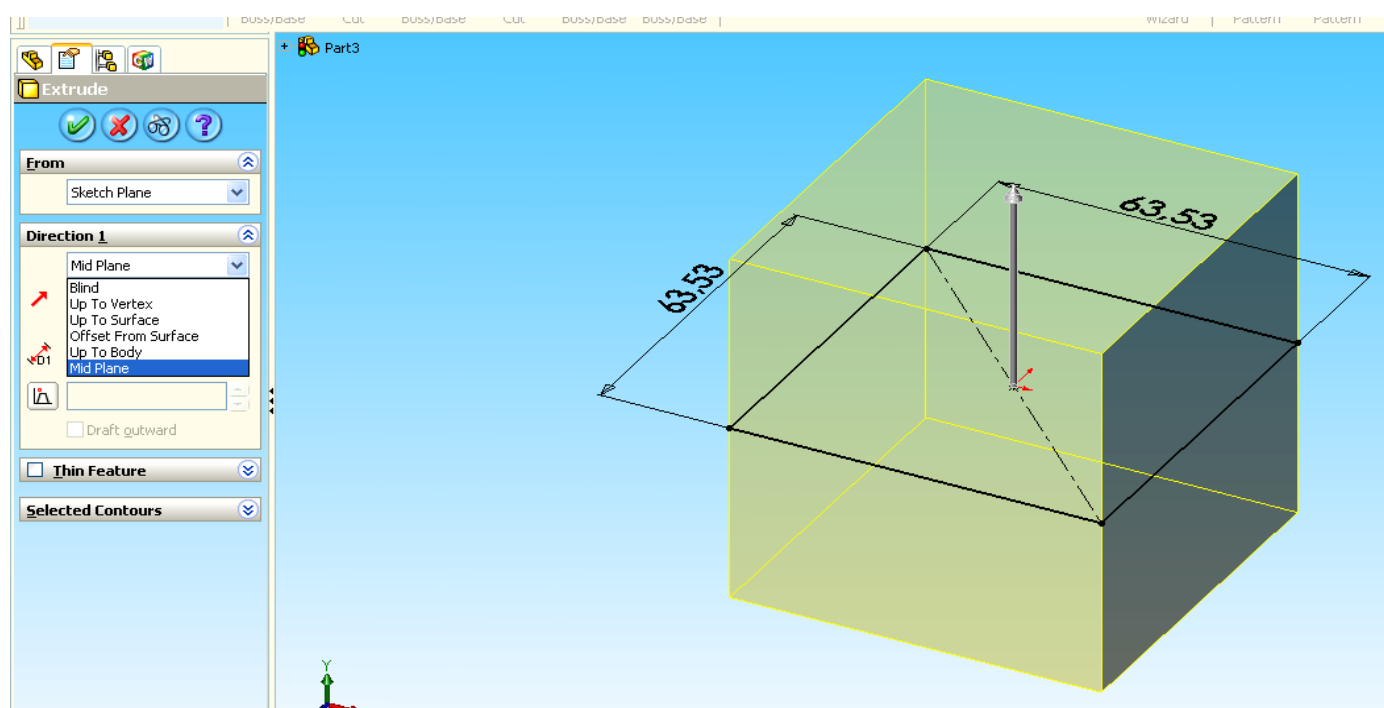 Boss/Base Cut Boss/Base Cut Boss/Base Boss/Base Wizard Pattern Pattern
Part3
Extrude
?
From
Sketch Plane
Direction 1
Mid Plane
Blind
Up To Vertex
Up To Surface
Offset From Surface
Up To Body
Mid Plane
D1
Draft outward
Thin Feature
Selected Contours
63,53
63,53
Y